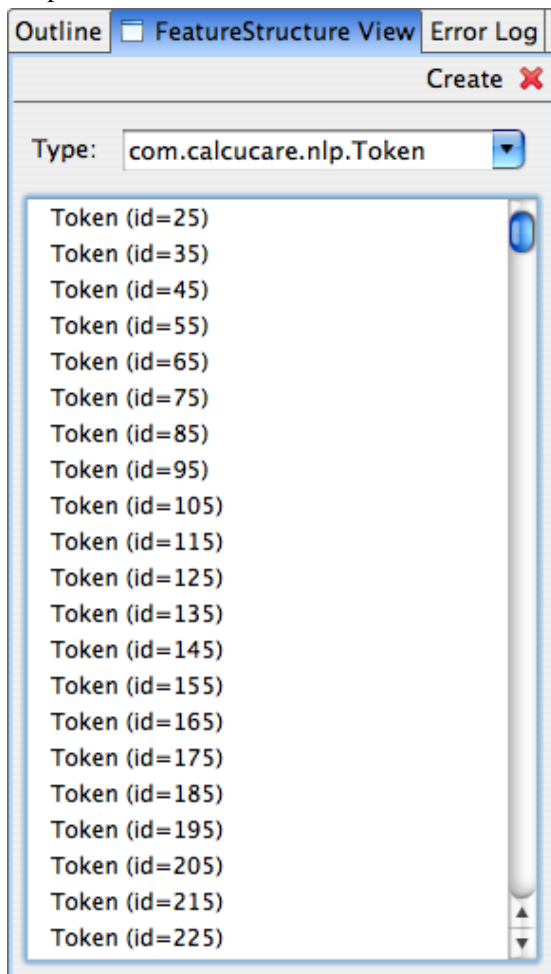 Outline FeatureStructure View Error Log
Create
Type: com.calcucare.nlp.Token
Token (id=25)
Token (id=35)
Token (id=45)
Token (id=55)
Token (id=65)
Token (id=75)
Token (id=85)
Token (id=95)
Token (id=105)
Token (id=115)
Token (id=125)
Token (id=135)
Token (id=145)
Token (id=155)
Token (id=165)
Token (id=175)
Token (id=185)
Token (id=195)
Token (id=205)
Token (id=215)
Token (id=225)